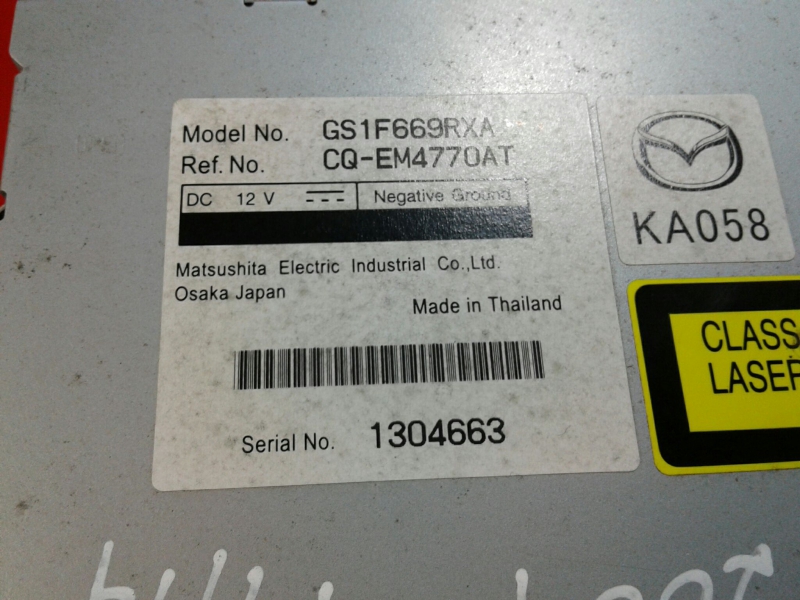 Model No. GS1F669RXA
Ref. No. CQ-EM4770AT
DC 12 V Negative Ground
Matsushita Electric Industrial Co.,Ltd.
Osaka Japan
Made in Thailand
Serial No. 1304663
KA058
CLASS
LASER